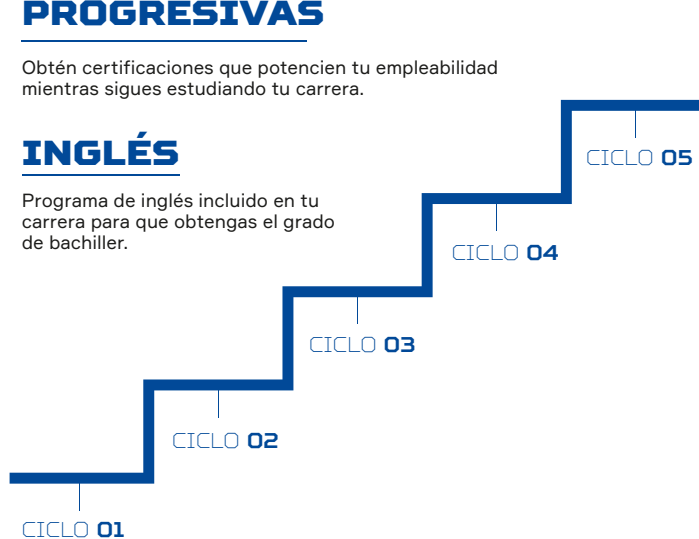 PROGRESIVAS
Obtén certificaciones que potencien tu empleabilidad
mientras sigues estudiando tu carrera.
INGLÉS
Programa de inglés incluido en tu
carrera para que obtengas el grado
de bachiller.
CICLO 05
CICLO 04
CICLO 03
CICLO 02
CICLO 01